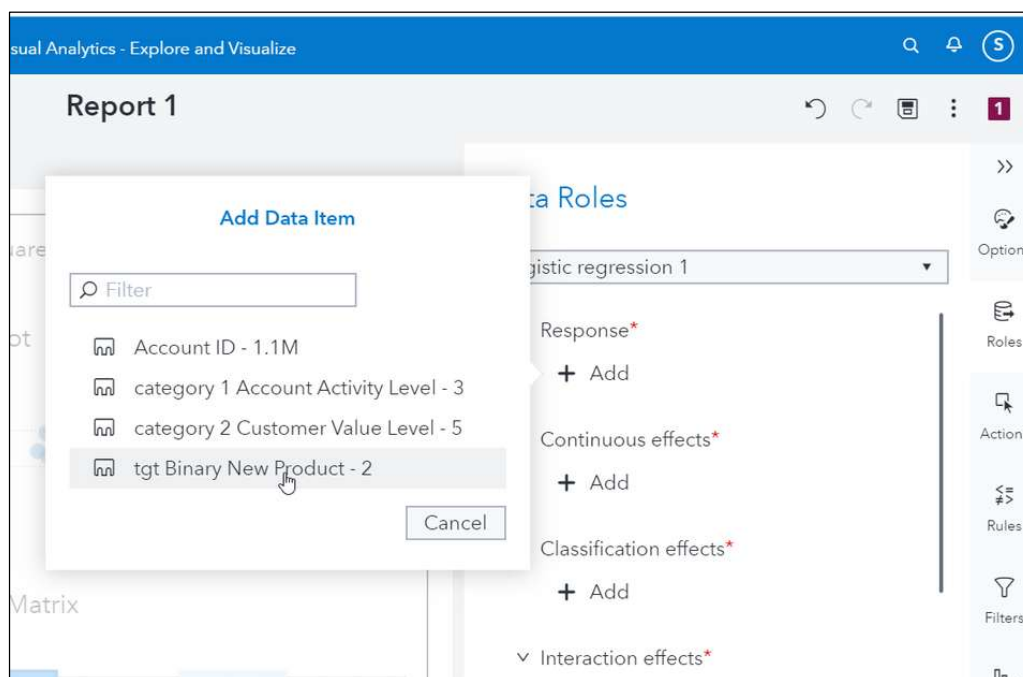 sual Analytics - Explore and Visualize
S
Report 1
1
ta Roles
Add Data Item
uare
Option
gistic regression 1
Filter
Response*
Roles
ot
Account ID - 1.1M
+ Add
category 1 Account Activity Level - 3
Action
category 2 Customer Value Level - 5
Continuous effects*
tgt Binary New Product - 2
+ Add
Cancel
Rules
Classification effects*
+ Add
Matrix
Filters
Interaction effects*